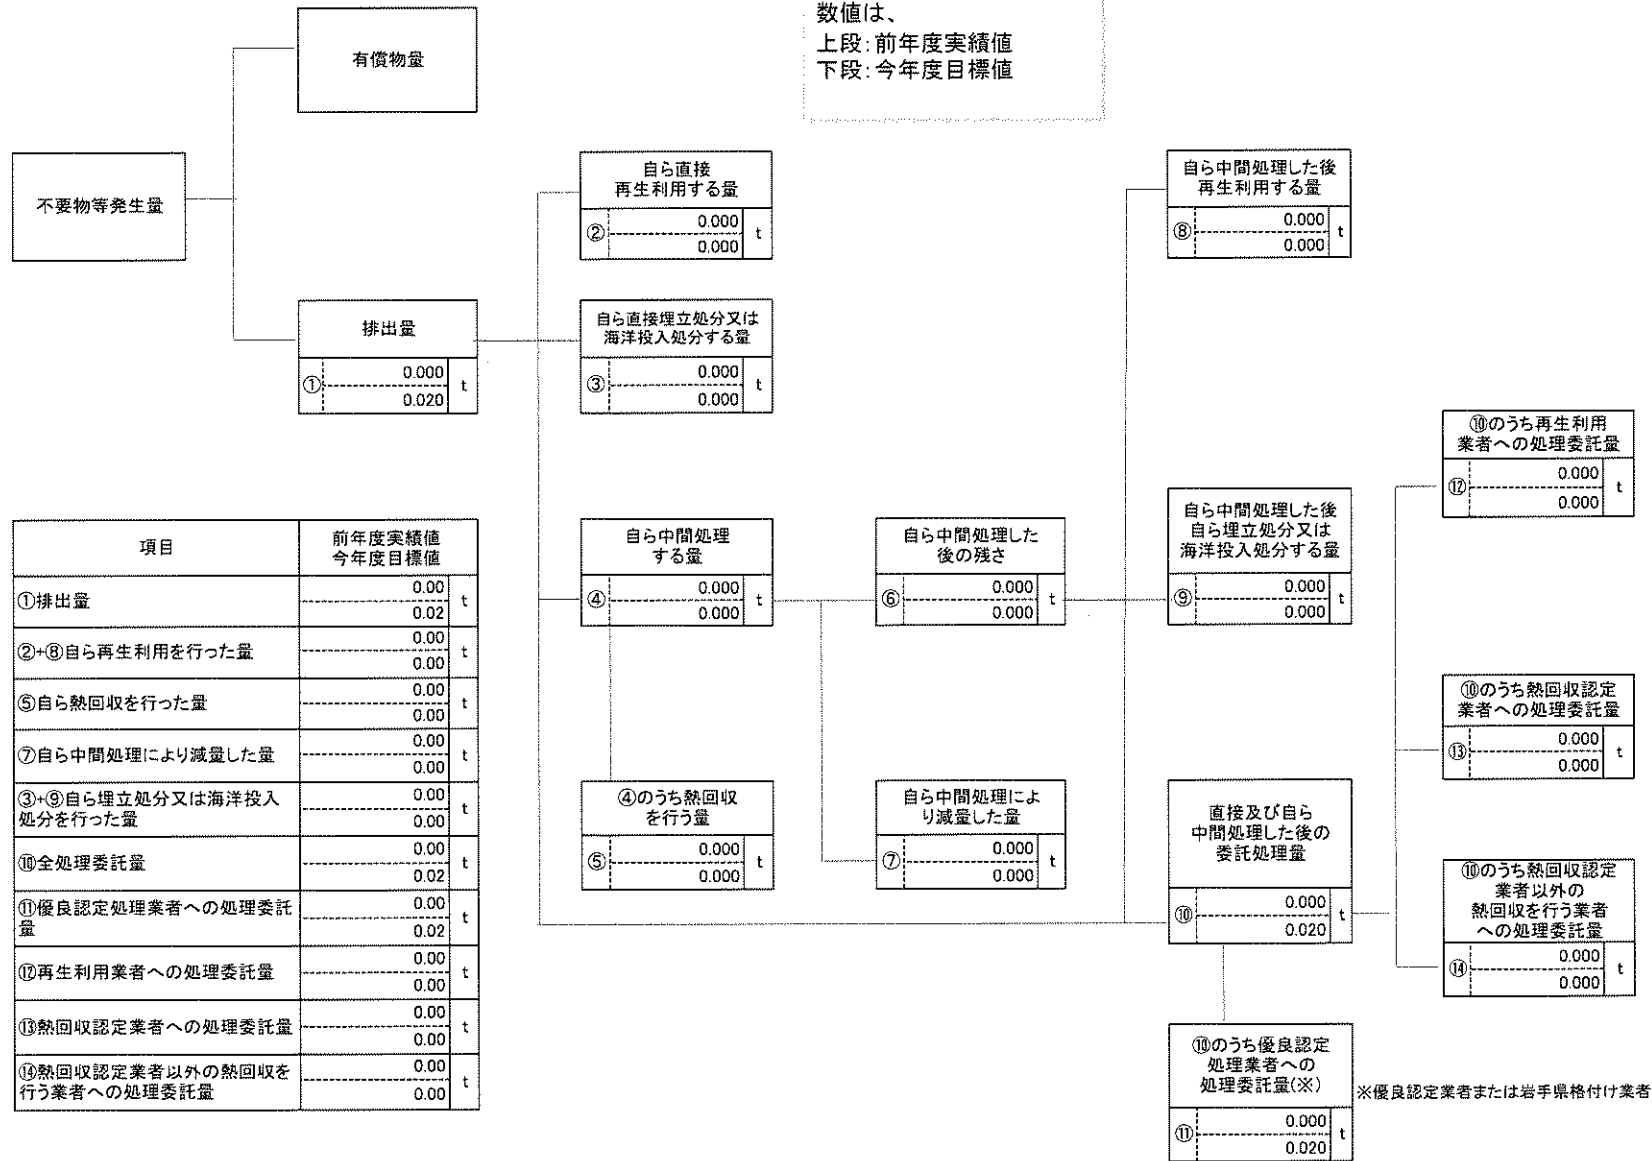 数値は、
上段:前年度実績値
下段:今年度目標値
有償物量
不要物等発生量
排出量
①
0.000
0.020
t
自ら直接
再生利用する量
②
0.000
0.000
t
自ら直接埋立処分又は
海洋投入処分する量
③
0.000
0.000
t
自ら中間処理
する量
④
0.000
0.000
t
④のうち熱回収
を行う量
⑤
0.000
0.000
t
自ら中間処理した
後の残さ
⑥
0.000
0.000
t
自ら中間処理によ
り減量した量
⑦
0.000
0.000
t
自ら中間処理した後
再生利用する量
⑧
0.000
0.000
t
自ら中間処理した後
自ら埋立処分又は
海洋投入処分する量
⑨
0.000
0.000
t
直接及び自ら
中間処理した後の
委託処理量
⑩
0.000
0.020
t
⑩のうち優良認定
処理業者への
処理委託量(※)
⑪
0.000
0.020
t
※優良認定業者または岩手県格付け業者
⑩のうち再生利用
業者への処理委託量
⑫
0.000
0.000
t
⑩のうち熱回収認定
業者への処理委託量
⑬
0.000
0.000
t
⑩のうち熱回収認定
業者以外の
熱回収を行う業者
への処理委託量
⑭
0.000
0.000
t
項目
前年度実績値
今年度目標値
①排出量
0.00
0.02
t
②+⑧自ら再生利用を行った量
0.00
0.00
t
⑤自ら熱回収を行った量
0.00
0.00
t
⑦自ら中間処理により減量した量
0.00
0.00
t
③+⑨自ら埋立処分又は海洋投入
処分を行った量
0.00
0.00
t
⑩全処理委託量
0.00
0.02
t
⑪優良認定処理業者への処理委託
量
0.00
0.02
t
⑫再生利用業者への処理委託量
0.00
0.00
t
⑬熱回収認定業者への処理委託量
0.00
0.00
t
⑭熱回収認定業者以外の熱回収を
行う業者への処理委託量
0.00
0.00
t